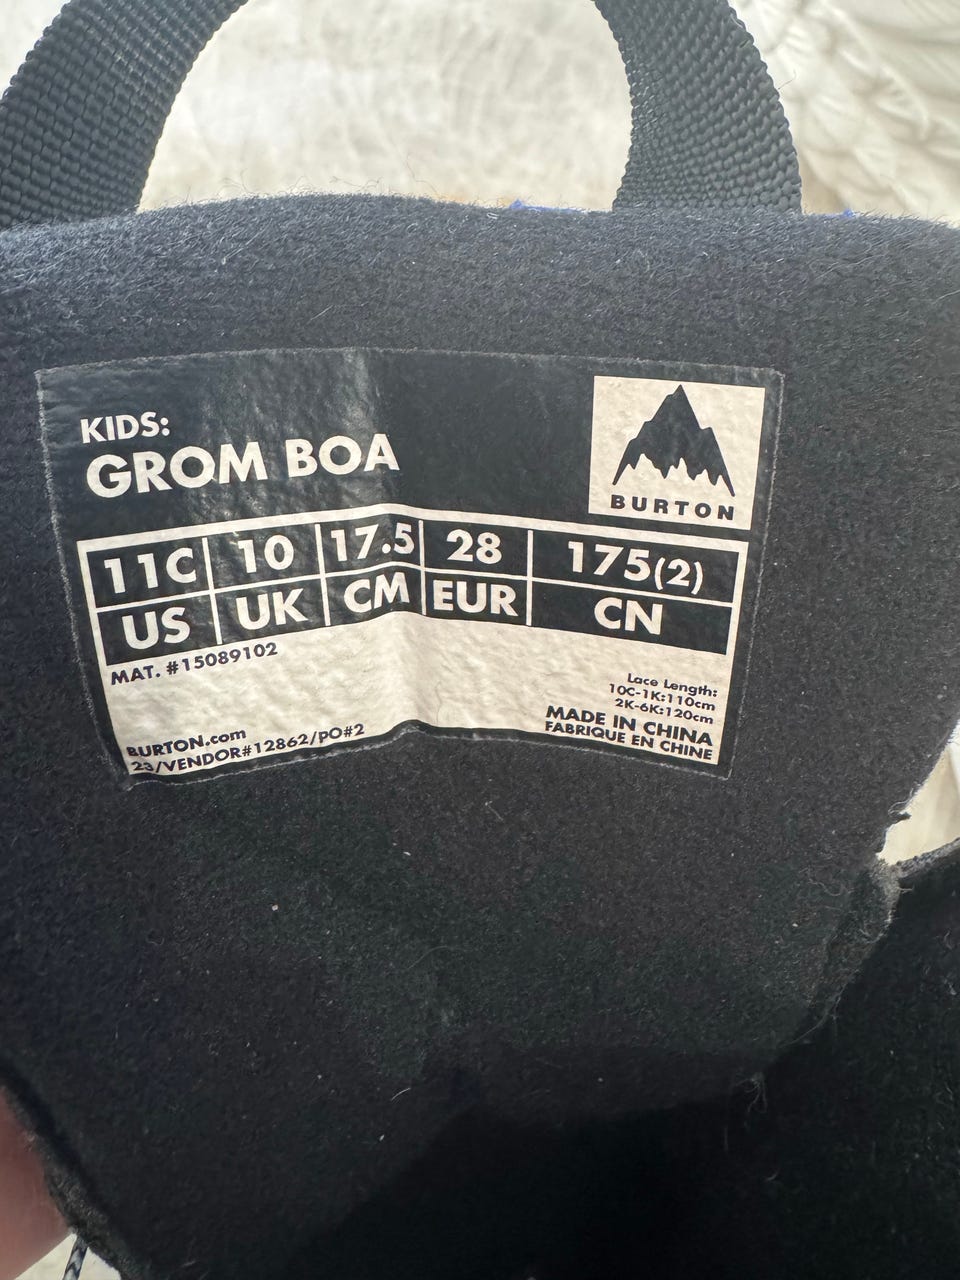 KIDS:
GROM BOA
BURTON
11C 10 17.5 28 175(2)
US UK CM EUR CN
MAT. #15089102
Lace Length:
10C-1K:110cm
2K-6K:120cm
MADE IN CHINA
FABRIQUE EN CHINE
BURTON.com
23/VENDOR#12862/PO#2